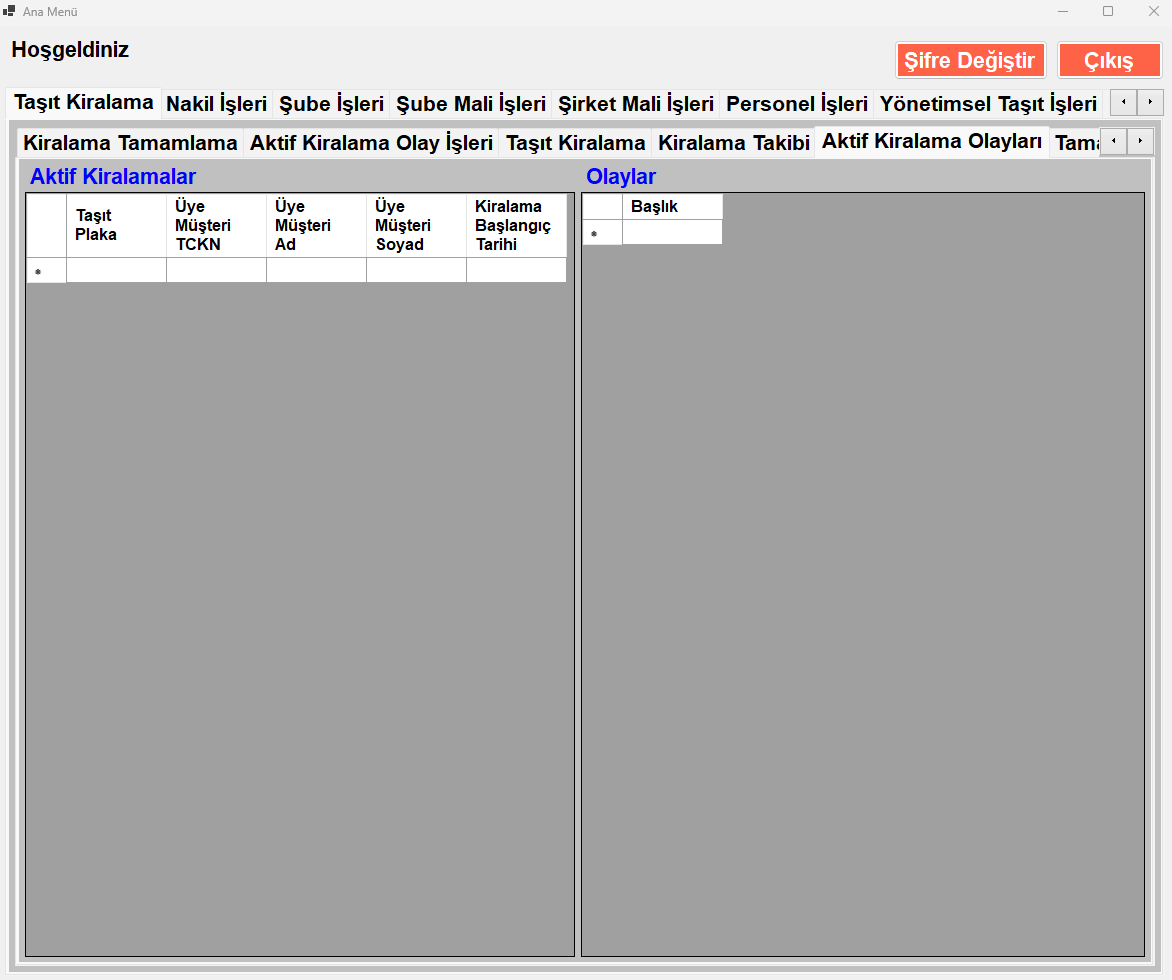 Ana Menü
Hoşgeldiniz
Şifre Değiştir
Çıkış
Taşıt Kiralama
Nakil İşleri
Şube İşleri
Şube Mali İşleri
Şirket Mali İşleri
Personel İşleri
Yönetimsel Taşıt İşleri
Kiralama Tamamlama
Aktif Kiralama Olay İşleri
Taşıt Kiralama
Kiralama Takibi
Aktif Kiralama Olayları
Tama
Aktif Kiralamalar
Taşıt
Plaka
Üye
Müşteri
TCKN
Üye
Müşteri
Ad
Üye
Müşteri
Soyad
Kiralama
Başlangıç
Tarihi
Olaylar
Başlık